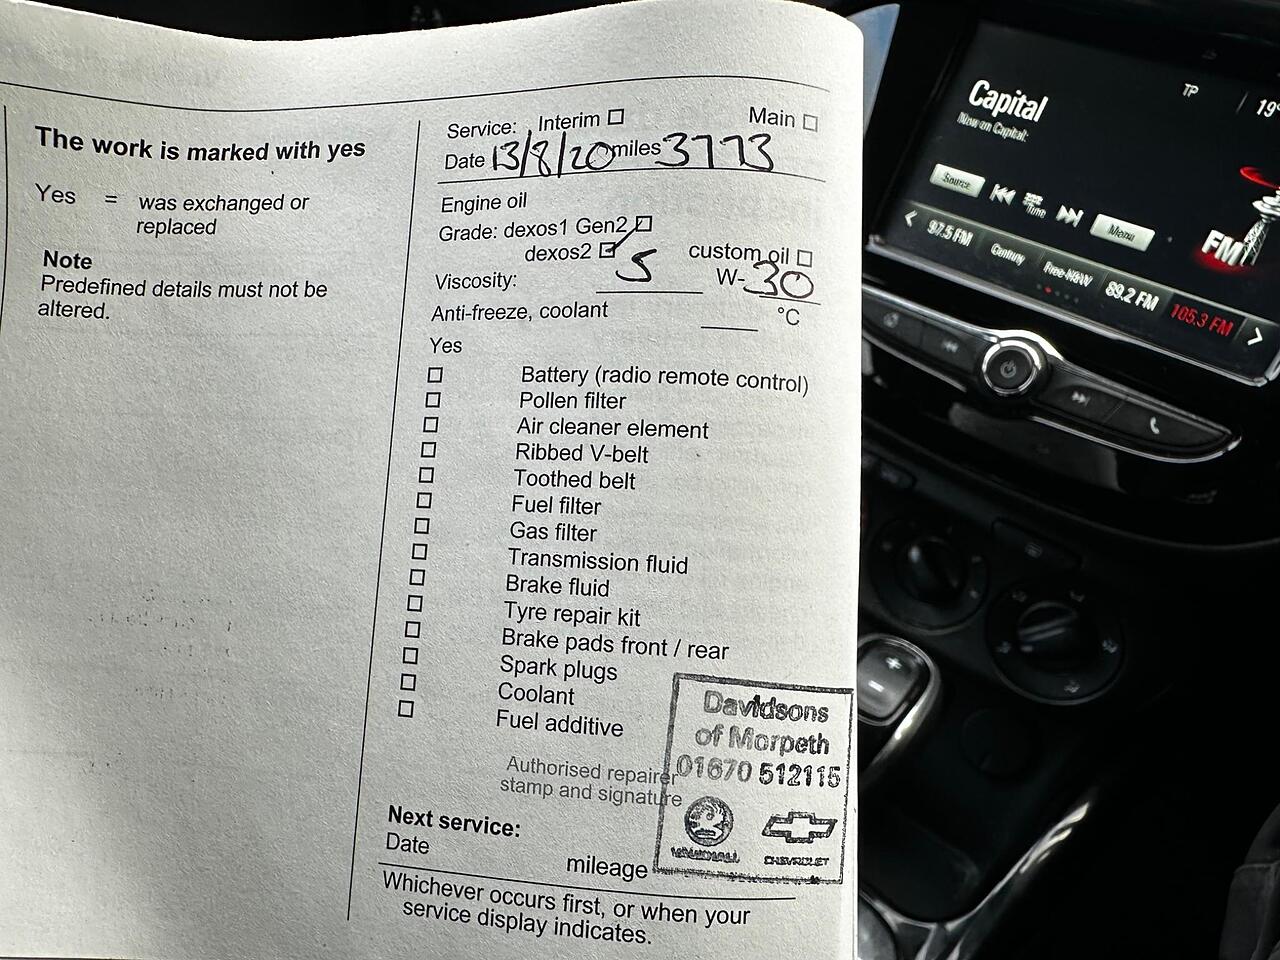 The work is marked with yes
Yes = was exchanged or
replaced
Note
Predefined details must not be
altered.
Service: Interim ☐ Main ☐
Date 13/8/20 miles 3773
Engine oil
Grade: dexos1 Gen2 ☐
dexos2 ☐ custom oil ☐
Viscosity: 5 W-30
Anti-freeze, coolant °C
Yes
☐ Battery (radio remote control)
☐ Pollen filter
☐ Air cleaner element
☐ Ribbed V-belt
☐ Toothed belt
☐ Fuel filter
☐ Gas filter
☐ Transmission fluid
☐ Brake fluid
☐ Tyre repair kit
☐ Brake pads front / rear
☐ Spark plugs
☐ Coolant
☐ Fuel additive
Authorised repairer
stamp and signature
Davidsons
of Morpeth
01670 512115
VAUXHALL CHEVROLET
Next service:
Date mileage
Whichever occurs first, or when your
service display indicates.
TP 19°
Capital
Now on Capital:
Source Tune Menu
FM
97.5 FM Century 89.2 FM 105.3 FM